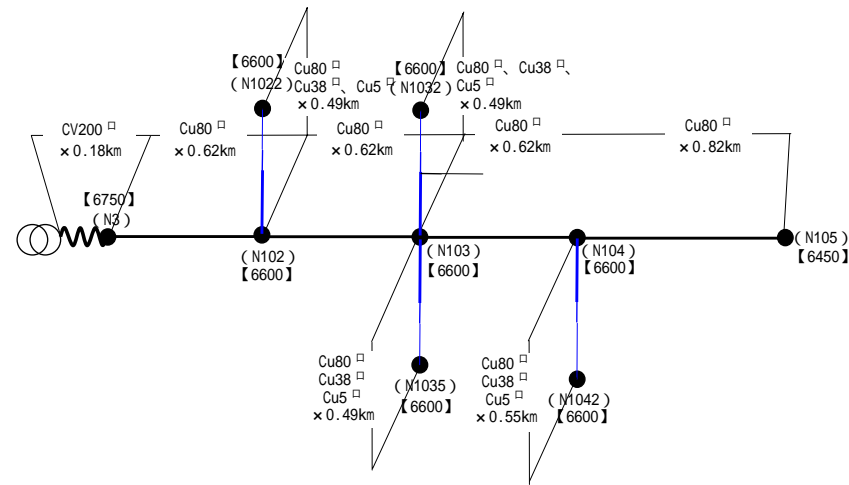 【6600】
(N1022)
Cu80 □
Cu38 □、Cu5 □
×0.49km
【6600】
(N1032)
Cu80 □、Cu38 □、
Cu5 □
×0.49km
CV200 □
×0.18km
Cu80 □
×0.62km
Cu80 □
×0.62km
Cu80 □
×0.62km
Cu80 □
×0.82km
【6750】
(N3)
(N102)
【6600】
(N103)
【6600】
(N104)
【6600】
(N105)
【6450】
Cu80 □
Cu38 □
Cu5 □
×0.49km
(N1035)
【6600】
Cu80 □
Cu38 □
Cu5 □
×0.55km
(N1042)
【6600】